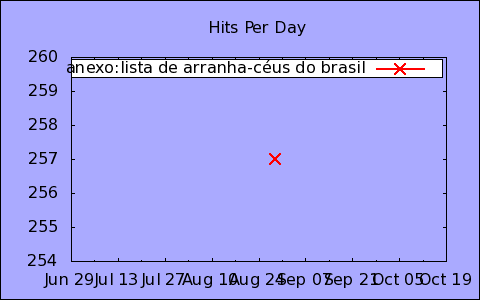 Hits Per Day
anexo:lista de arranha-céus do brasil
260
259
258
257
256
255
254
Jun 29 Jul 13 Jul 27 Aug 10 Aug 24 Sep 07 Sep 21 Oct 05 Oct 19